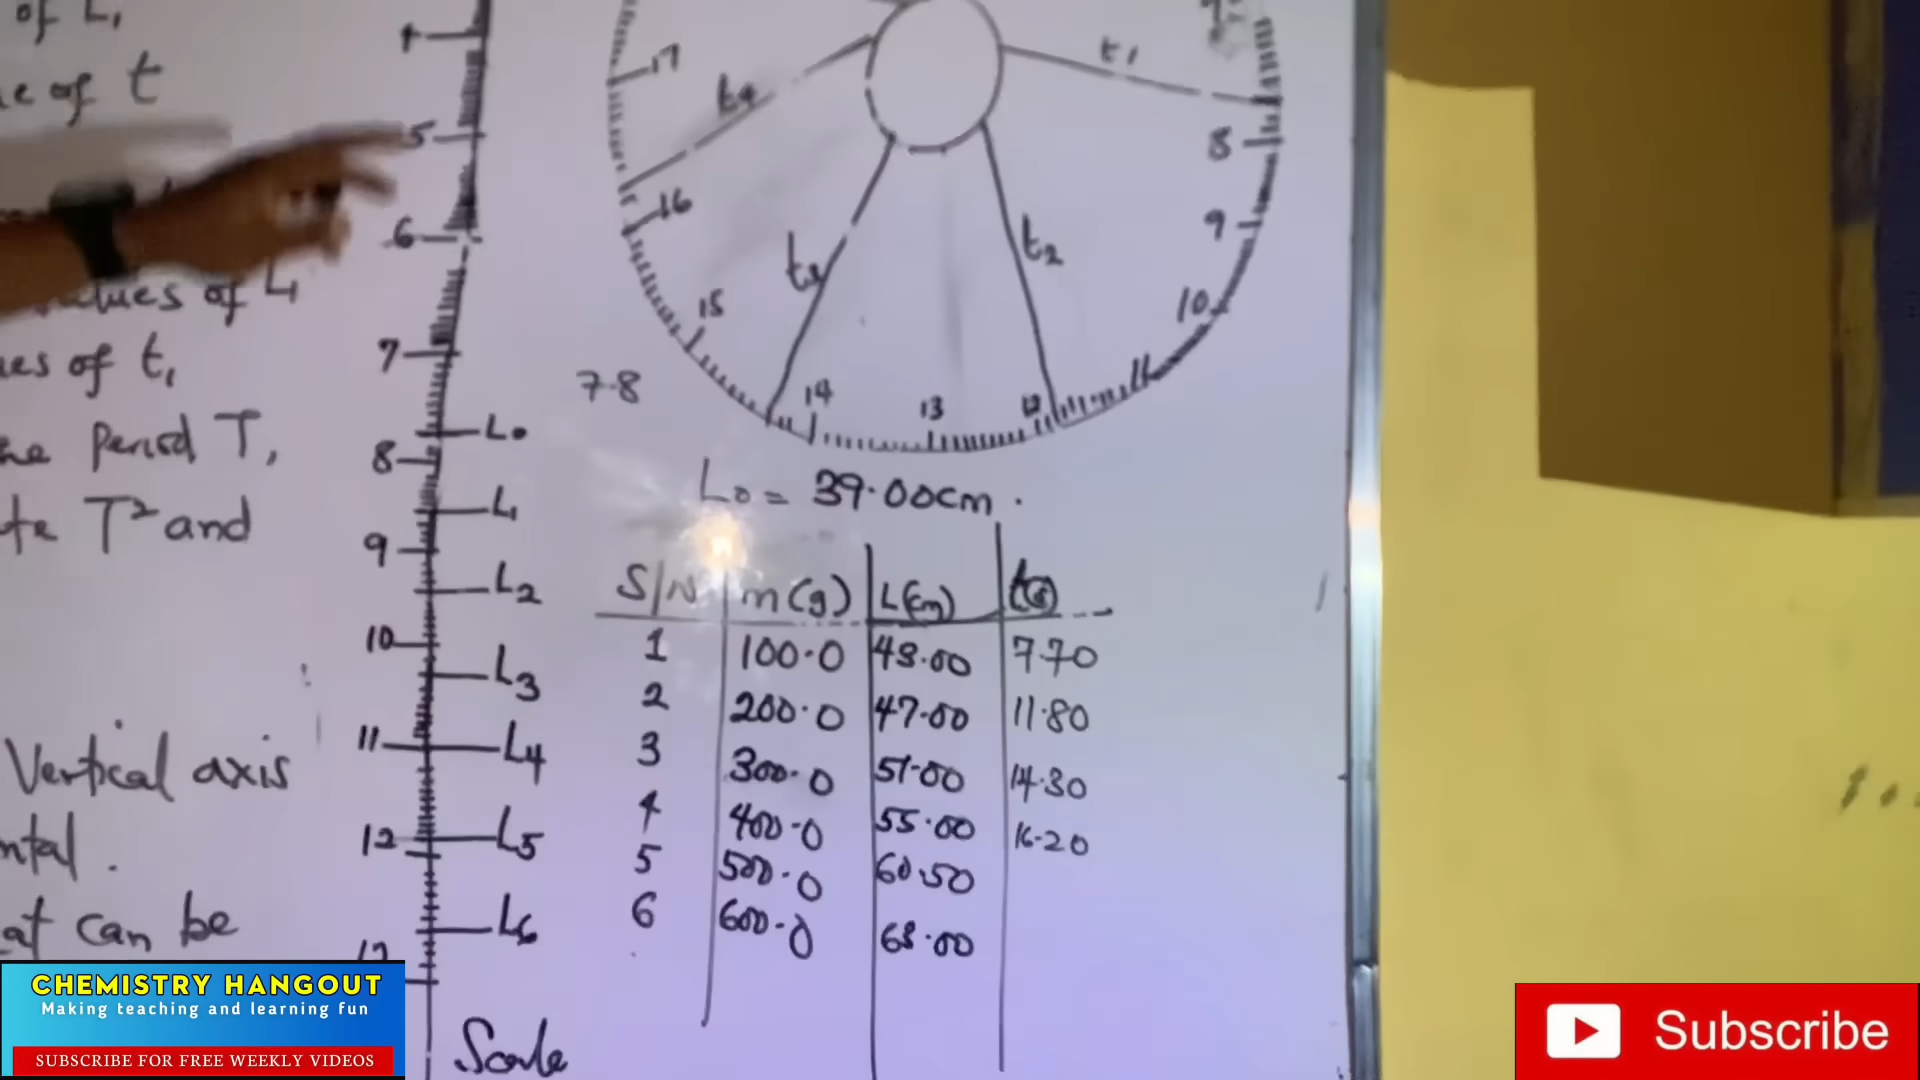 of L,
ue of t
values of L1
ues of t,
he Period T,
te T² and
Vertical axis
ntal.
at can be
4
5
6
7
8
9
10
11
12
L0
L1
L2
L3
L4
L5
L6
Scale
17
16
15
14
13
12
11
10
9
8
t1
t2
t3
t4
7.8
L0 = 39.00cm.
S/N m(g) L(cm) t(s)
1 100.0 43.00 7.70
2 200.0 47.00 11.80
3 300.0 51.00 14.30
4 400.0 55.00 16.20
5 500.0 60.50
6 600.0 63.00
CHEMISTRY HANGOUT
Making teaching and learning fun
SUBSCRIBE FOR FREE WEEKLY VIDEOS
Subscribe